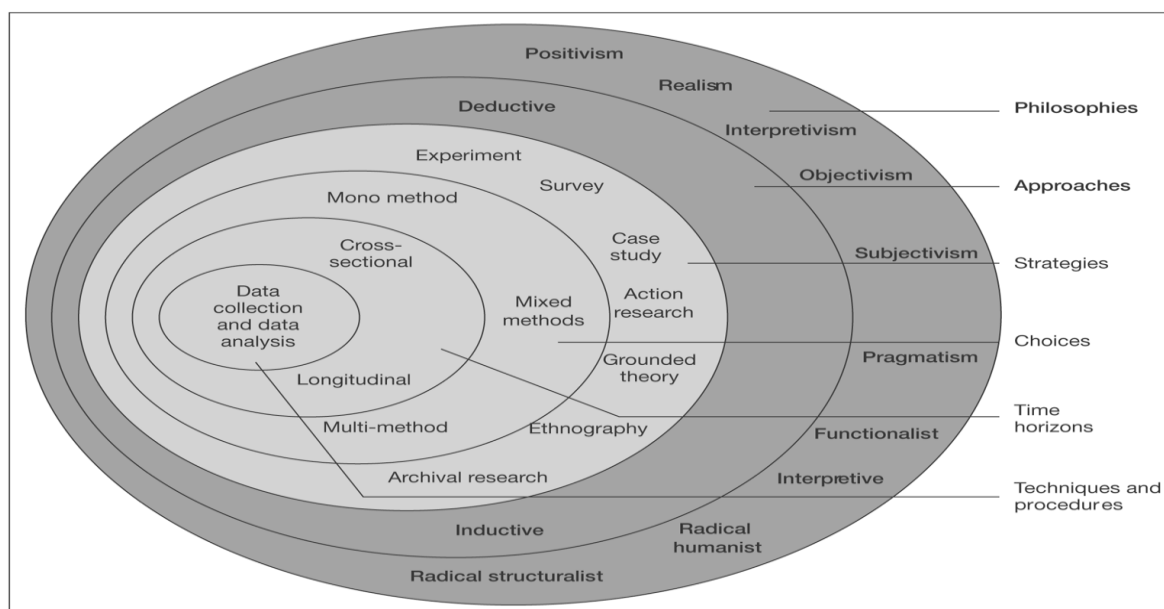 Positivism
Realism
Deductive
Philosophies
Interpretivism
Experiment
Objectivism
Survey
Approaches
Mono method
Case
study
Cross-
sectional
Subjectivism
Strategies
Data
collection
and data
analysis
Mixed
methods
Action
research
Choices
Pragmatism
Grounded
theory
Longitudinal
Time
horizons
Multi-method
Ethnography
Functionalist
Archival research
Interpretive
Techniques and
procedures
Inductive
Radical
humanist
Radical structuralist